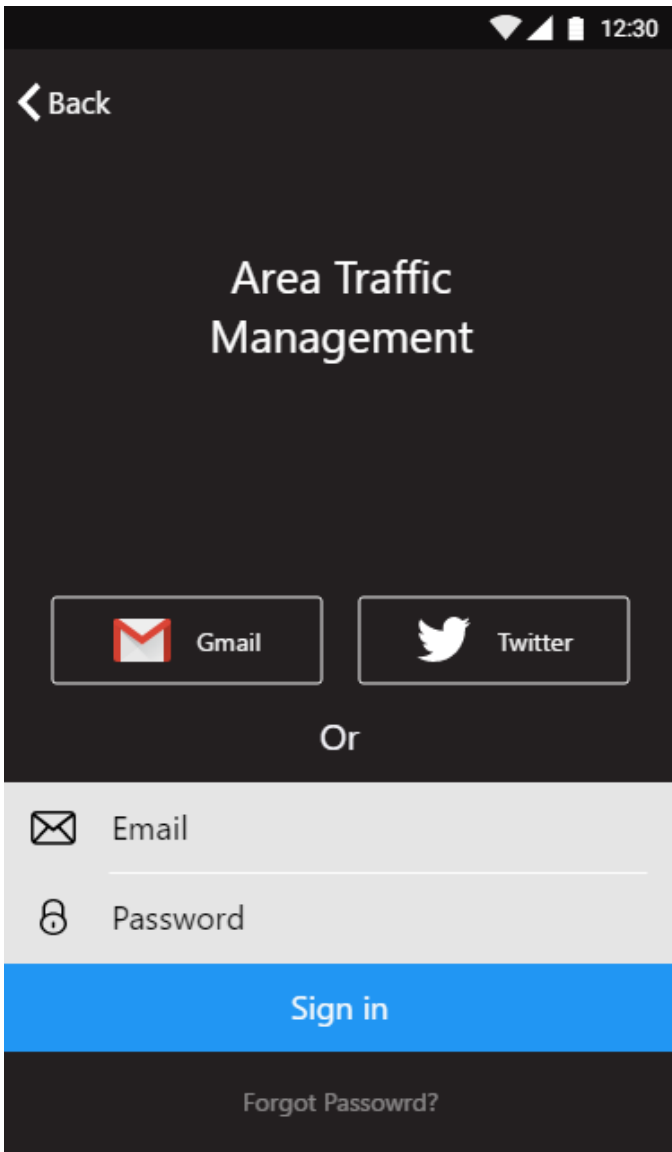 12:30
Back
Area Traffic
Management
Gmail
Twitter
Or
Email
Password
Sign in
Forgot Passowrd?